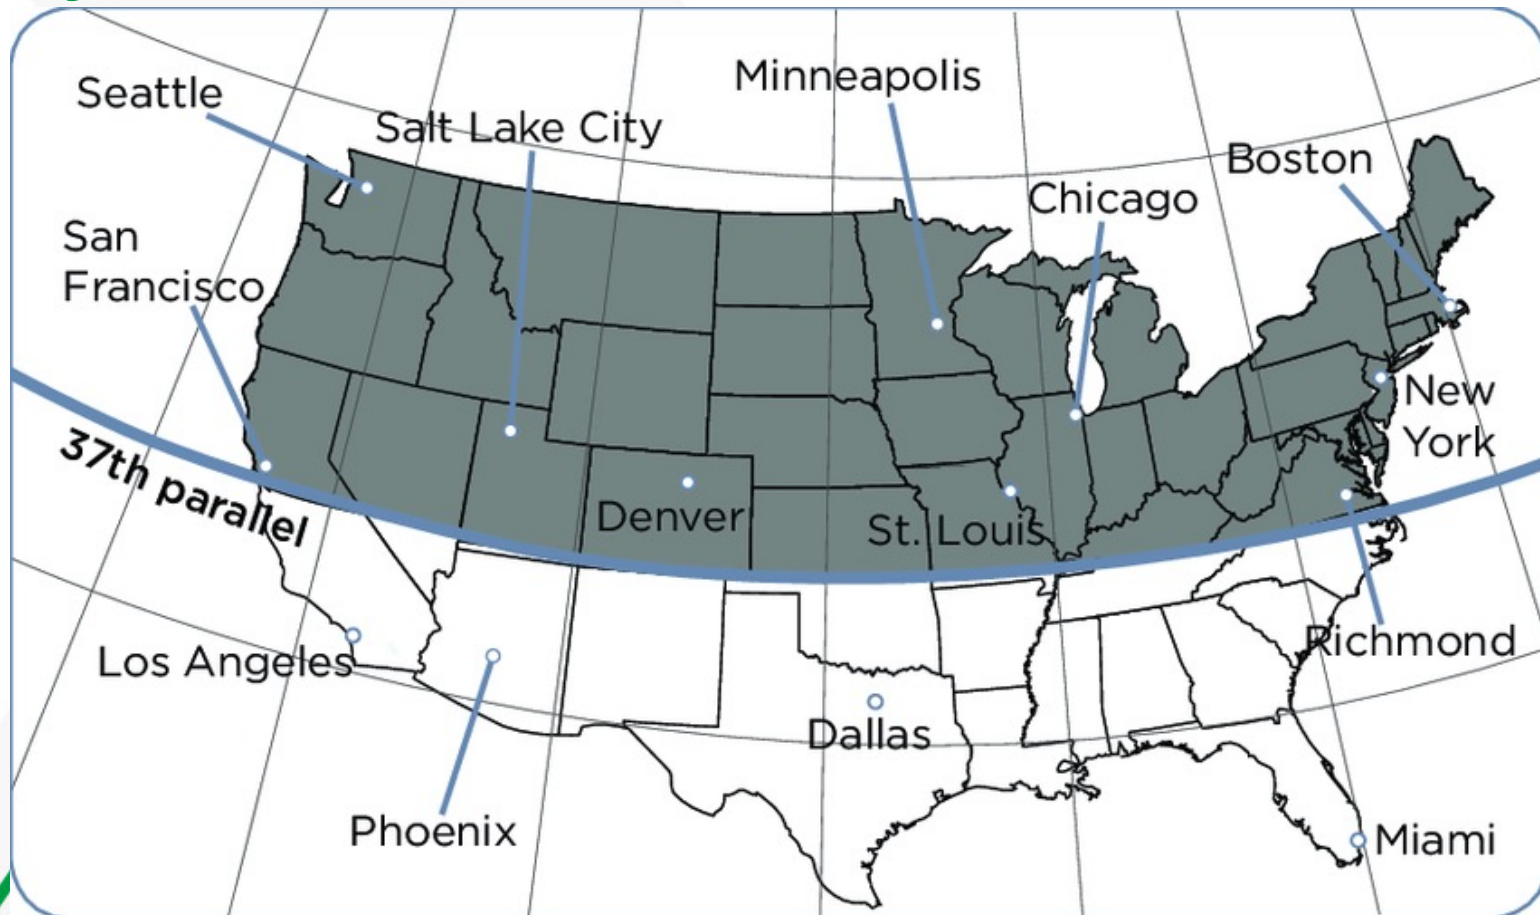 Minneapolis
Seattle
Salt Lake City
Boston
Chicago
San
Francisco
New
York
37th parallel
Denver
St. Louis
Richmond
Los Angeles
Dallas
Phoenix
Miami